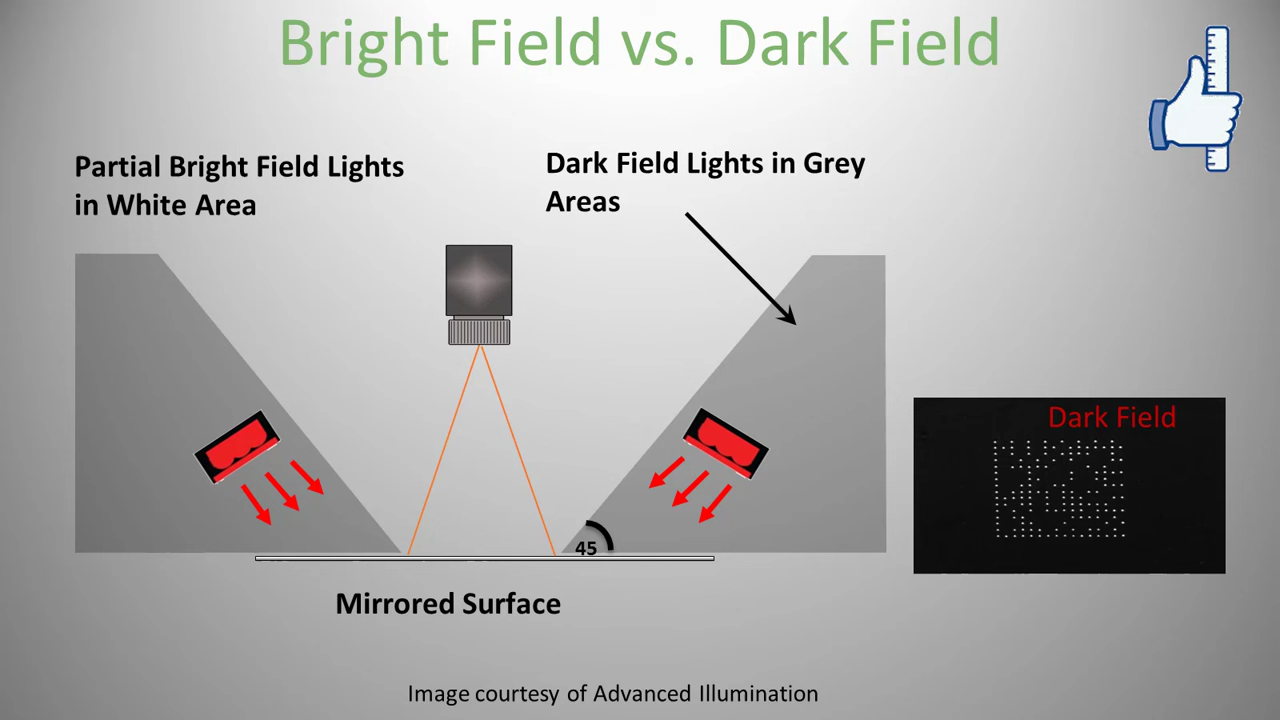 Bright Field vs. Dark Field
Partial Bright Field Lights
in White Area
Dark Field Lights in Grey
Areas
Dark Field
45
Mirrored Surface
Image courtesy of Advanced Illumination